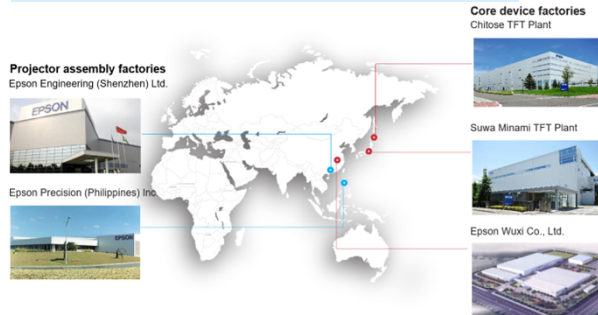 Core device factories
Chitose TFT Plant
Projector assembly factories
Epson Engineering (Shenzhen) Ltd.
EPSON
Suwa Minami TFT Plant
Epson Precision (Philippines) Inc
EPSON
Epson Wuxi Co., Ltd.